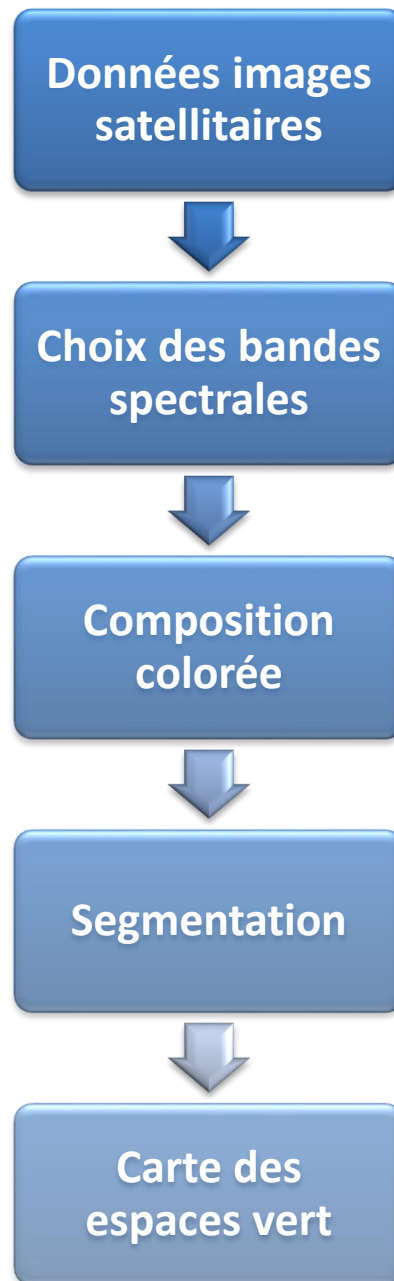 Données images
satellitaires
Choix des bandes
spectrales
Composition
colorée
Segmentation
Carte des
espaces vert